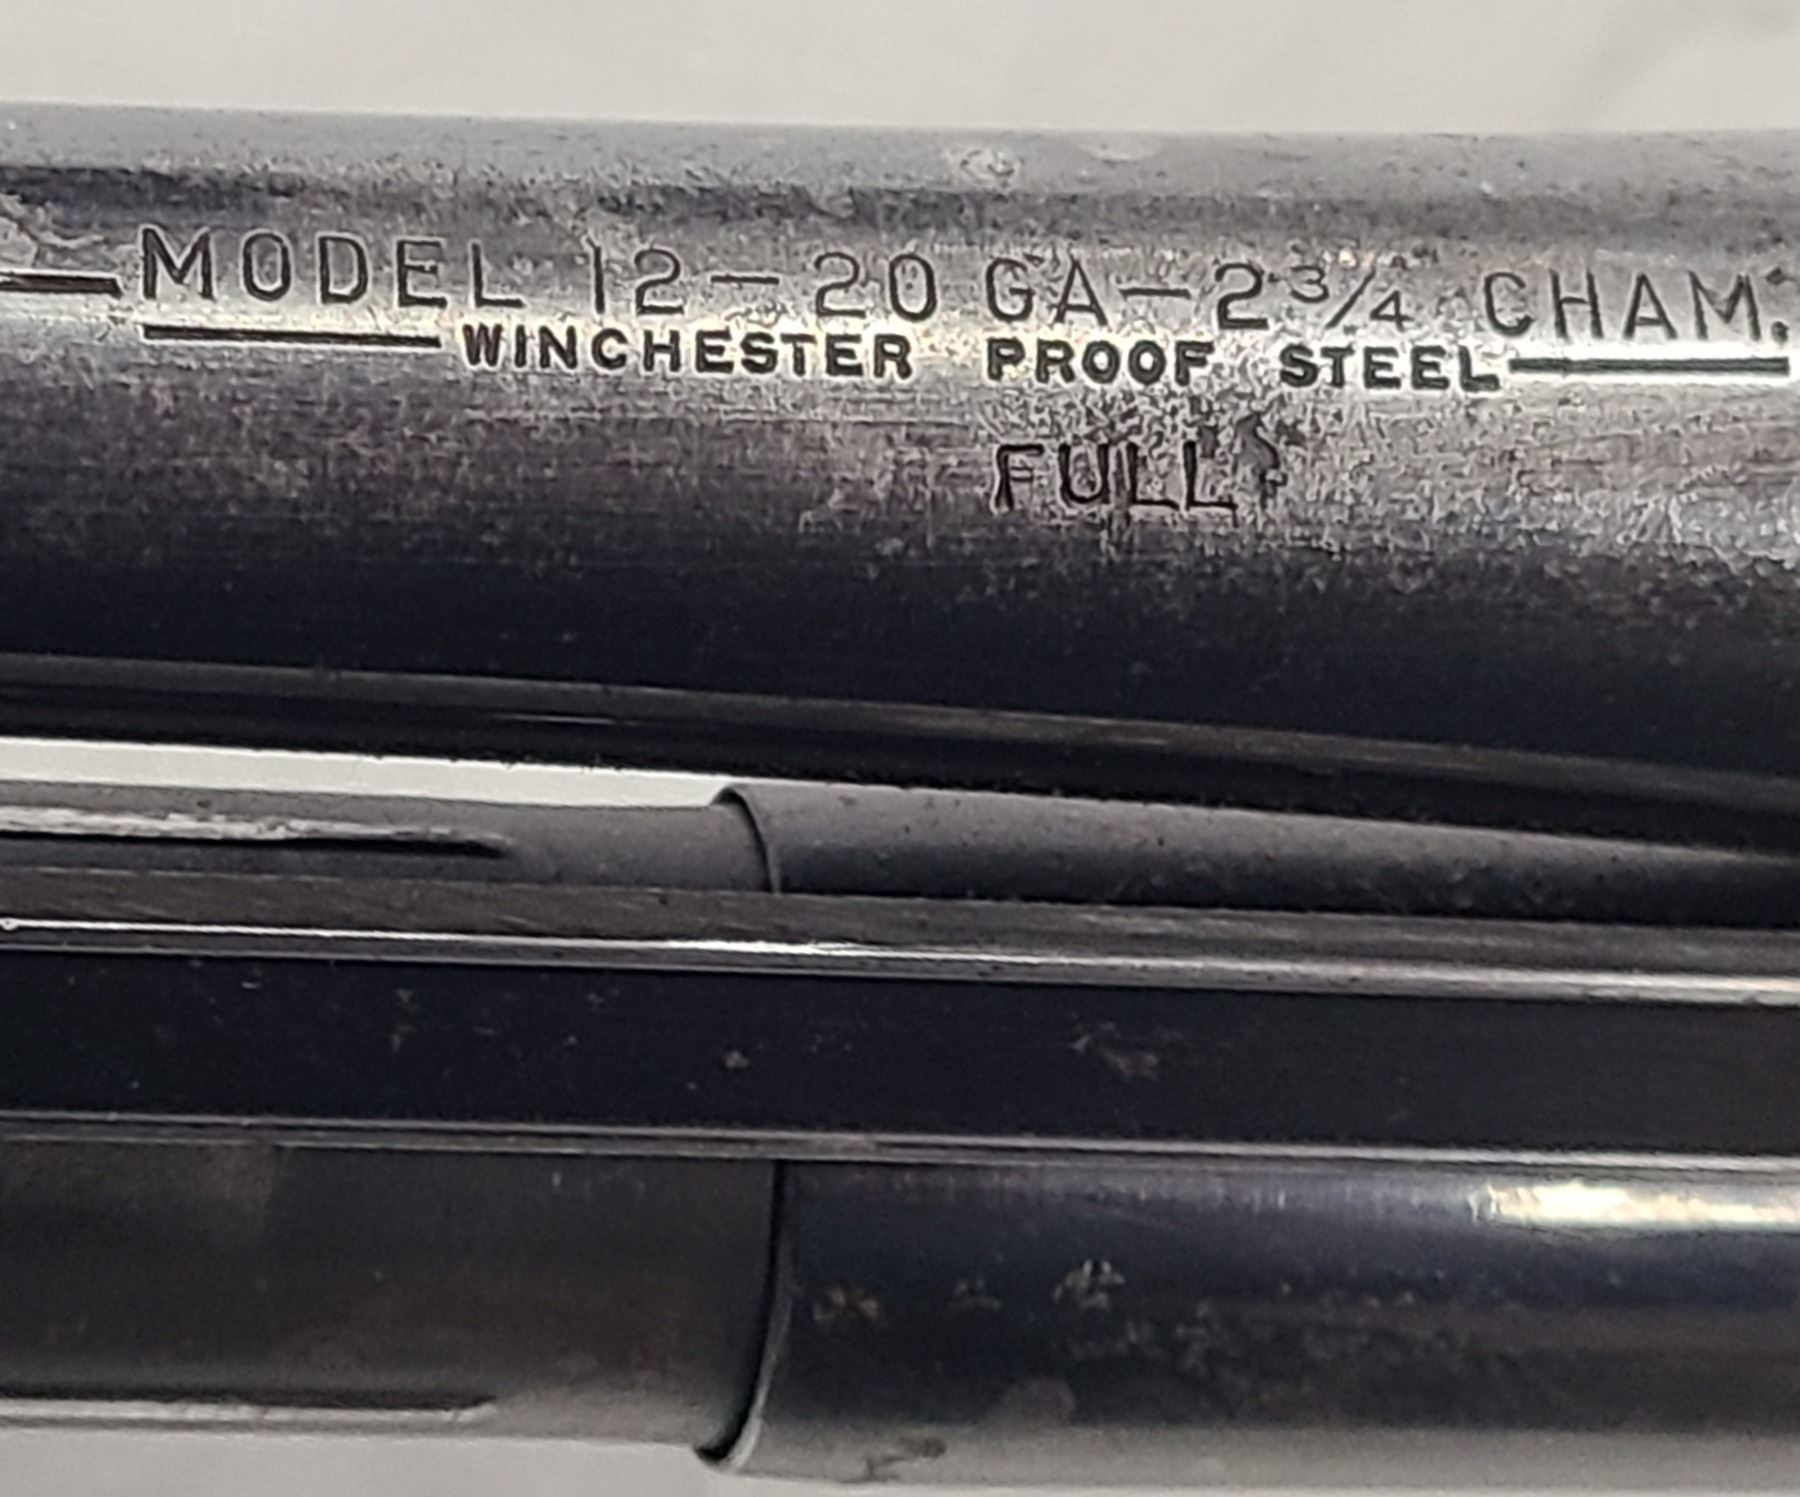 MODEL 12-20 GA-2 3/4 CHAM.
WINCHESTER PROOF STEEL
FULL